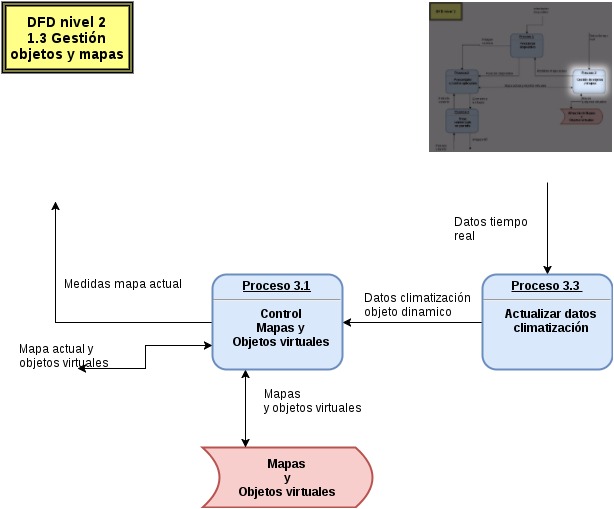 DFD nivel 2
1.3 Gestión
objetos y mapas
Datos tiempo
real
Medidas mapa actual
Proceso 3.1
Control
Mapas y
Objetos virtuales
Datos climatización
objeto dinamico
Proceso 3.3
Actualizar datos
climatización
Mapa actual y
objetos virtuales
Mapas
y objetos virtuales
Mapas
y
Objetos virtuales